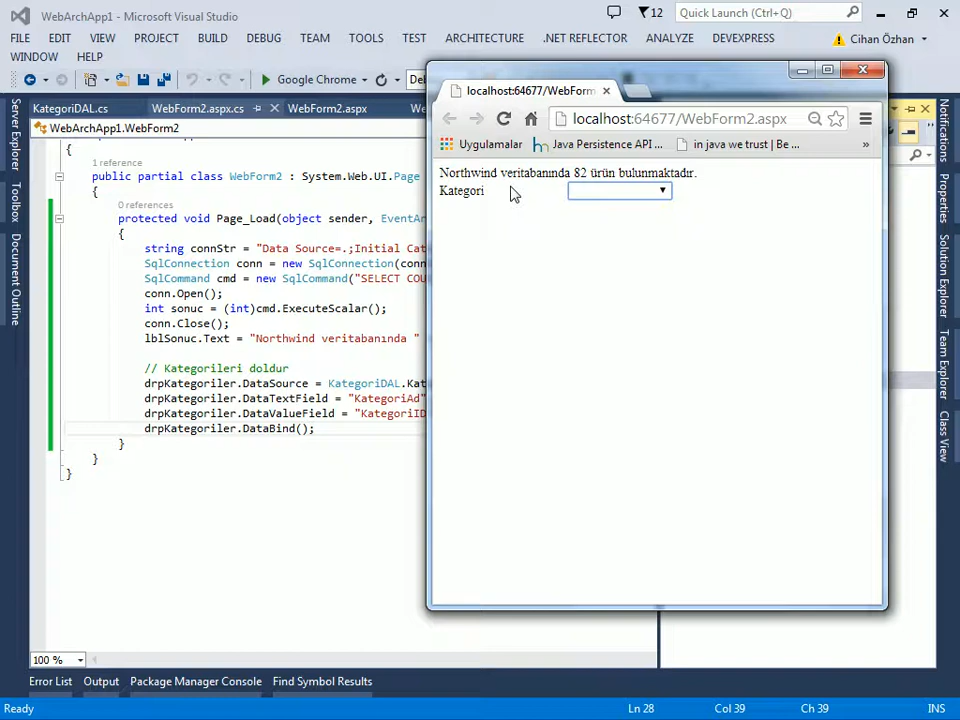 WebArchApp1 - Microsoft Visual Studio
12
Quick Launch (Ctrl+Q)
FILE EDIT VIEW PROJECT BUILD DEBUG TEAM TOOLS TEST ARCHITECTURE .NET REFLECTOR ANALYZE DEVEXPRESS
Cihan Özhan
WINDOW HELP
Google Chrome
KategoriDAL.cs WebForm2.aspx.cs WebForm2.aspx
WebArchApp1.WebForm2
{
1 reference
public partial class WebForm2 : System.Web.UI.Page
{
0 references
protected void Page_Load(object sender, EventAr
{
string connStr = "Data Source=.;Initial Cat
SqlConnection conn = new SqlConnection(conn
SqlCommand cmd = new SqlCommand("SELECT COU
conn.Open();
int sonuc = (int)cmd.ExecuteScalar();
conn.Close();
lblSonuc.Text = "Northwind veritabanında "
// Kategorileri doldur
drpKategoriler.DataSource = KategoriDAL.Kat
drpKategoriler.DataTextField = "KategoriAd"
drpKategoriler.DataValueField = "KategoriID
drpKategoriler.DataBind();
}
}
}
localhost:64677/WebForm
localhost:64677/WebForm2.aspx
Uygulamalar
Java Persistence API ...
in java we trust | Be ...
»
Northwind veritabanında 82 ürün bulunmaktadır.
Kategori
Server Explorer
Toolbox
Document Outline
Notifications
Properties
Solution Explorer
Team Explorer
Class View
100 %
Error List Output Package Manager Console Find Symbol Results
Ready
Ln 28 Col 39 Ch 39 INS